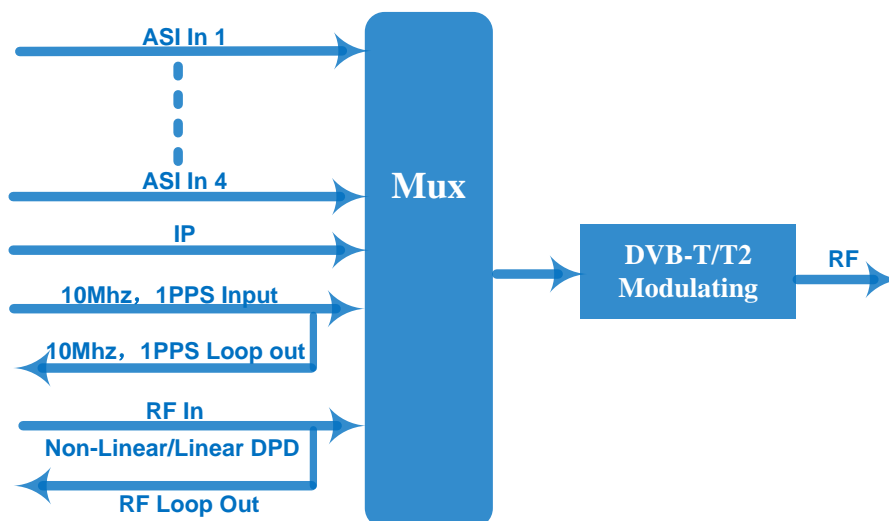 ASI In 1
ASI In 4
IP
10Mhz，1PPS Input
10Mhz，1PPS Loop out
RF In
Non-Linear/Linear DPD
RF Loop Out
Mux
DVB-T/T2
Modulating
RF